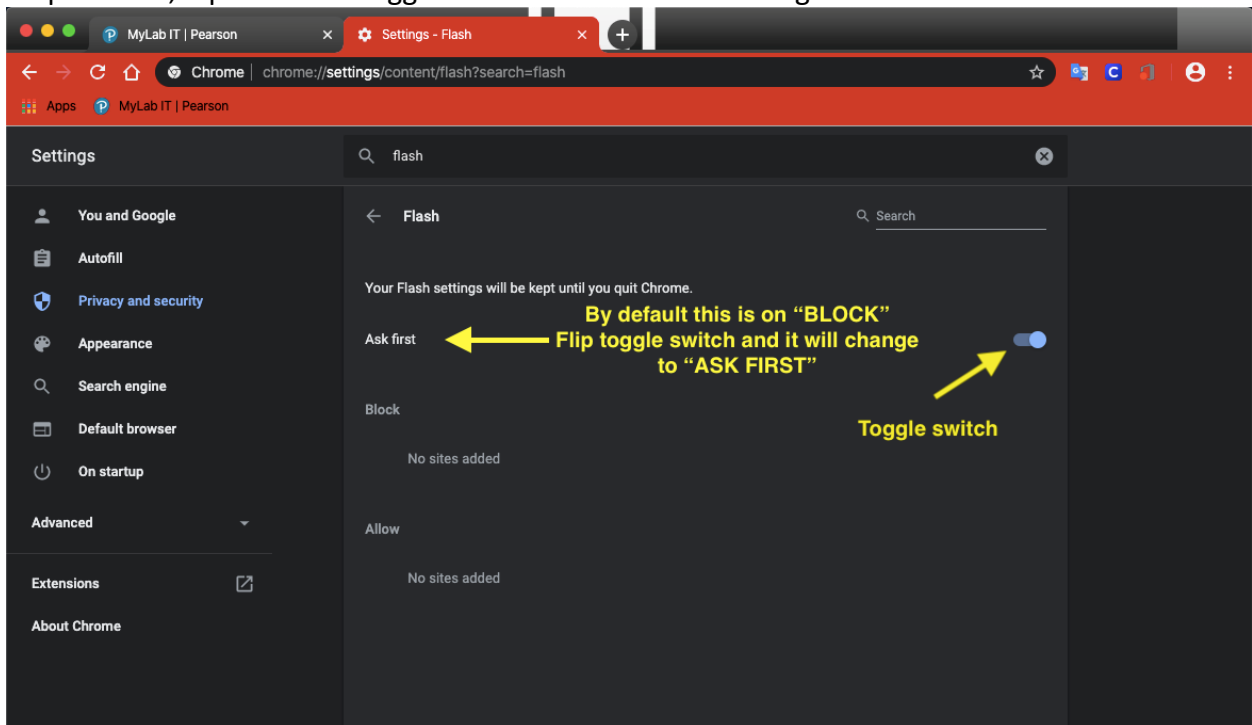 MyLab IT | Pearson
Settings - Flash
Chrome | chrome://settings/content/flash?search=flash
Apps
MyLab IT | Pearson
Settings
flash
You and Google
Flash
Search
Autofill
Your Flash settings will be kept until you quit Chrome.
Privacy and security
By default this is on “BLOCK”
Ask first
Flip toggle switch and it will change
to “ASK FIRST”
Appearance
Search engine
Block
Toggle switch
Default browser
No sites added
On startup
Advanced
Allow
No sites added
Extensions
About Chrome